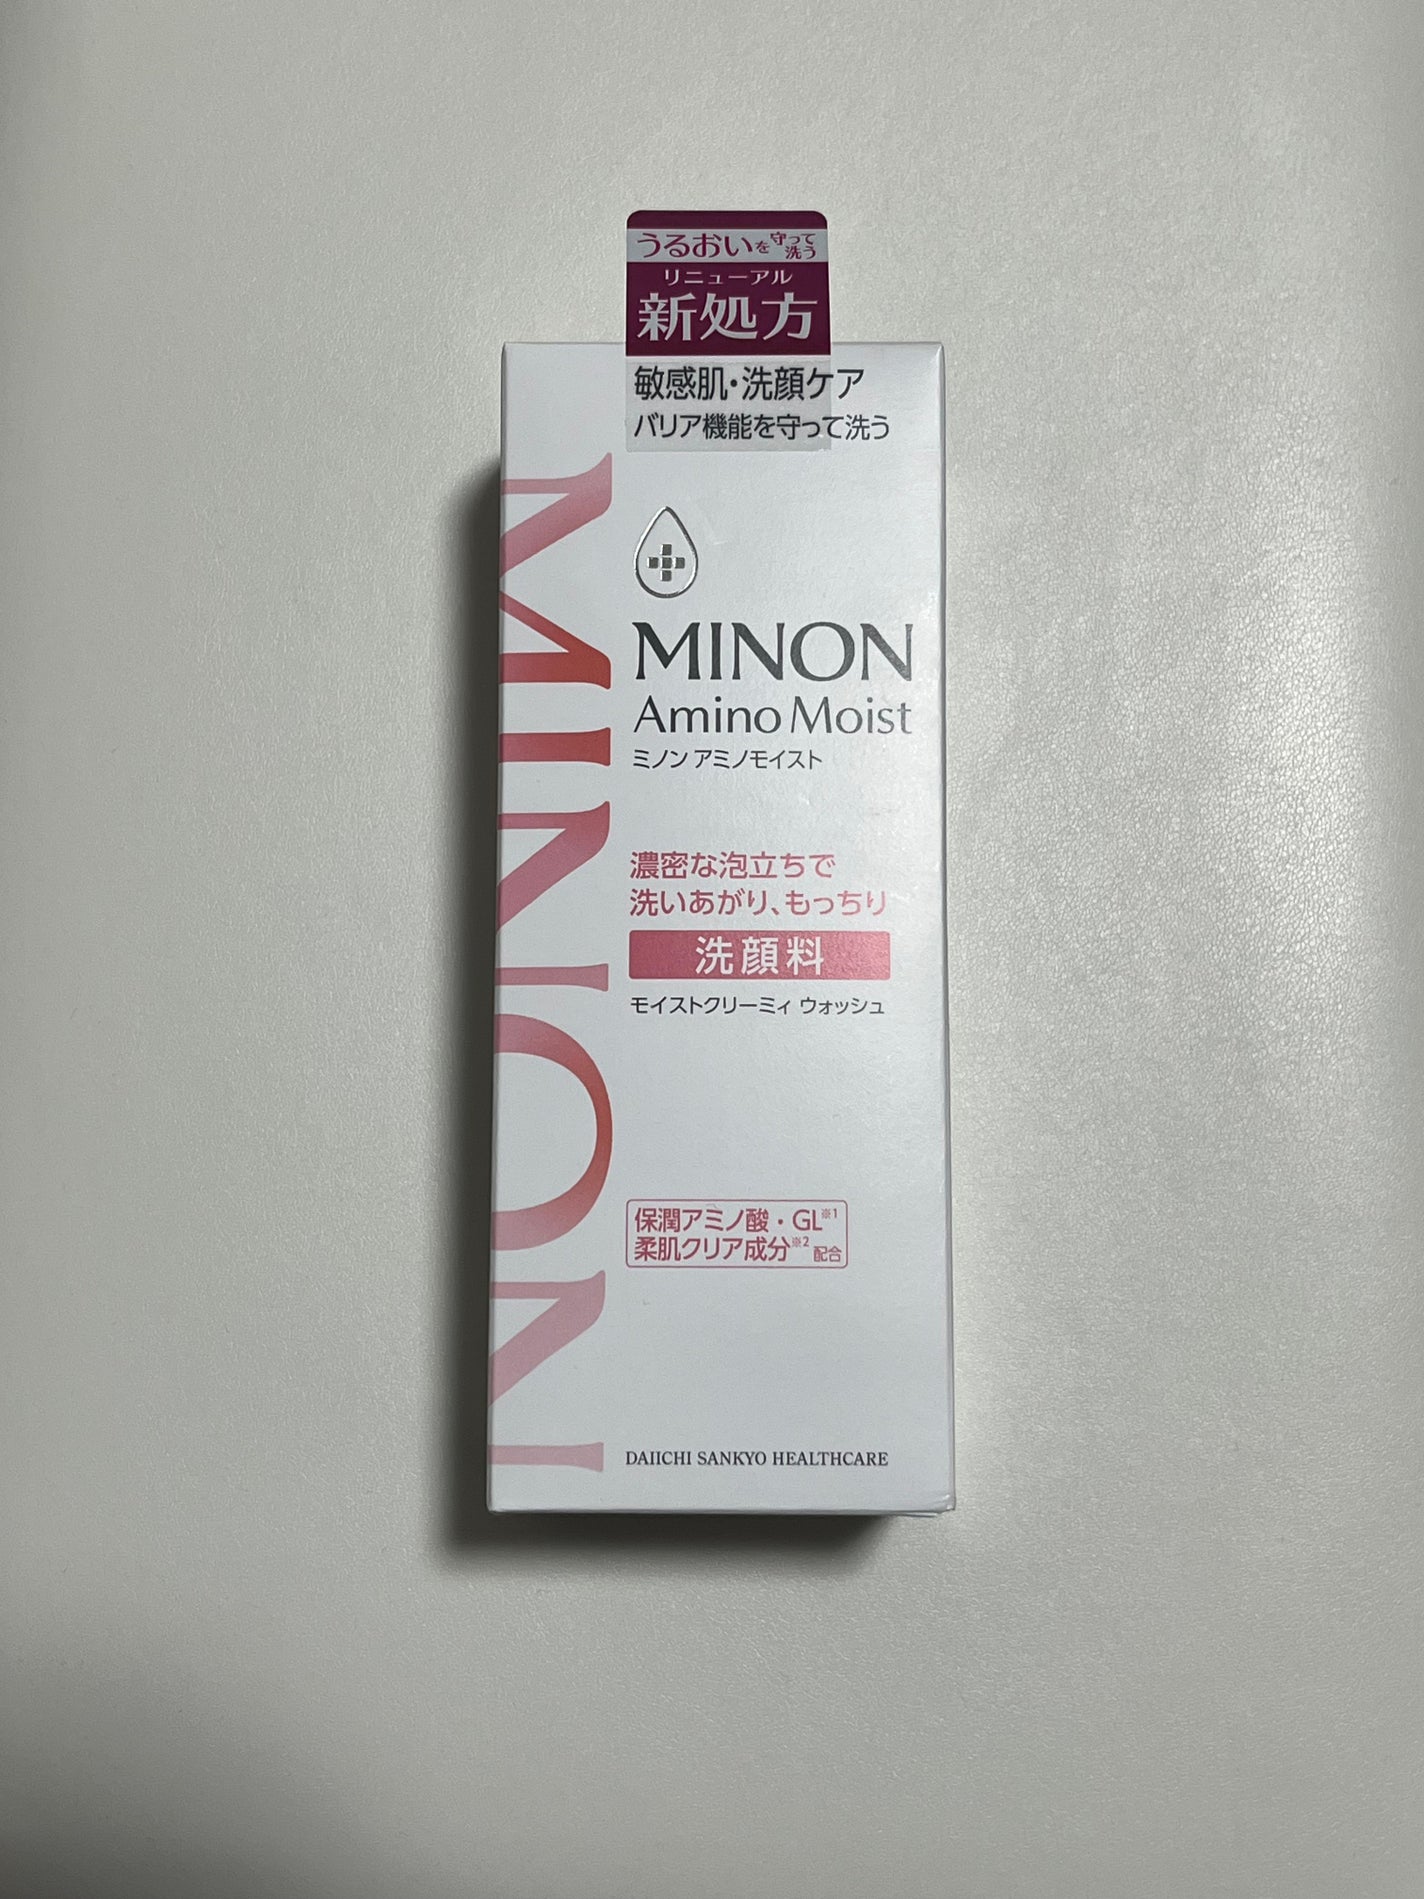 うるおいを守って洗う
リニューアル
新処方
敏感肌・洗顔ケア
バリア機能を守って洗う
MINON
MINON
Amino Moist
ミノン アミノモイスト
濃密な泡立ちで
洗いあがり、もっちり
洗顔料
モイストクリーミィ ウォッシュ
保潤アミノ酸・GL※1
柔肌クリア成分※2 配合
DAIICHI SANKYO HEALTHCARE